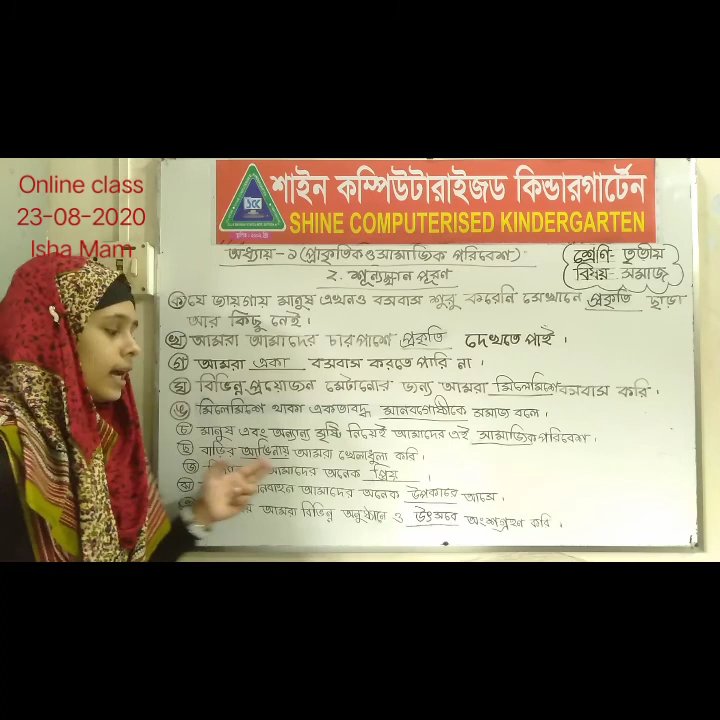 Online class
23-08-2020
Isha Mam
শাইন কম্পিউটারাইজড কিন্ডারগার্টেন
SHINE COMPUTERISED KINDERGARTEN
অধ্যায়-১ (প্রাকৃতিক ও সামাজিক পরিবেশ)
শ্রেণি- তৃতীয়
বিষয়- সমাজ
২. শূন্যস্থান পূরণ
ক) যে জায়গায় মানুষ এখনও বসবাস শুরু করেনি সেখানে প্রকৃতি ছাড়া
আর কিছু নেই।
খ) আমরা আমাদের চারপাশে প্রকৃতি দেখতে পাই।
গ) আমরা একা বসবাস করতে পারি না।
ঘ) বিভিন্ন প্রয়োজন মেটানোর জন্য আমরা মিলেমিশে বসবাস করি।
ঙ) মিলেমিশে থাকা একতাবদ্ধ মানবগোষ্ঠীকে সমাজ বলে।
চ) মানুষ এবং অন্যান্য সৃষ্টি নিয়েই আমাদের এই সামাজিক পরিবেশ।
ছ) বাড়ির আঙিনায় আমরা খেলাধুলা করি।
জ) আমাদের অনেক প্রিয়।
ঝ) আমাদের অনেক উপকারে আসে।
আমরা বিভিন্ন অনুষ্ঠানে ও উৎসবে অংশগ্রহণ করি।